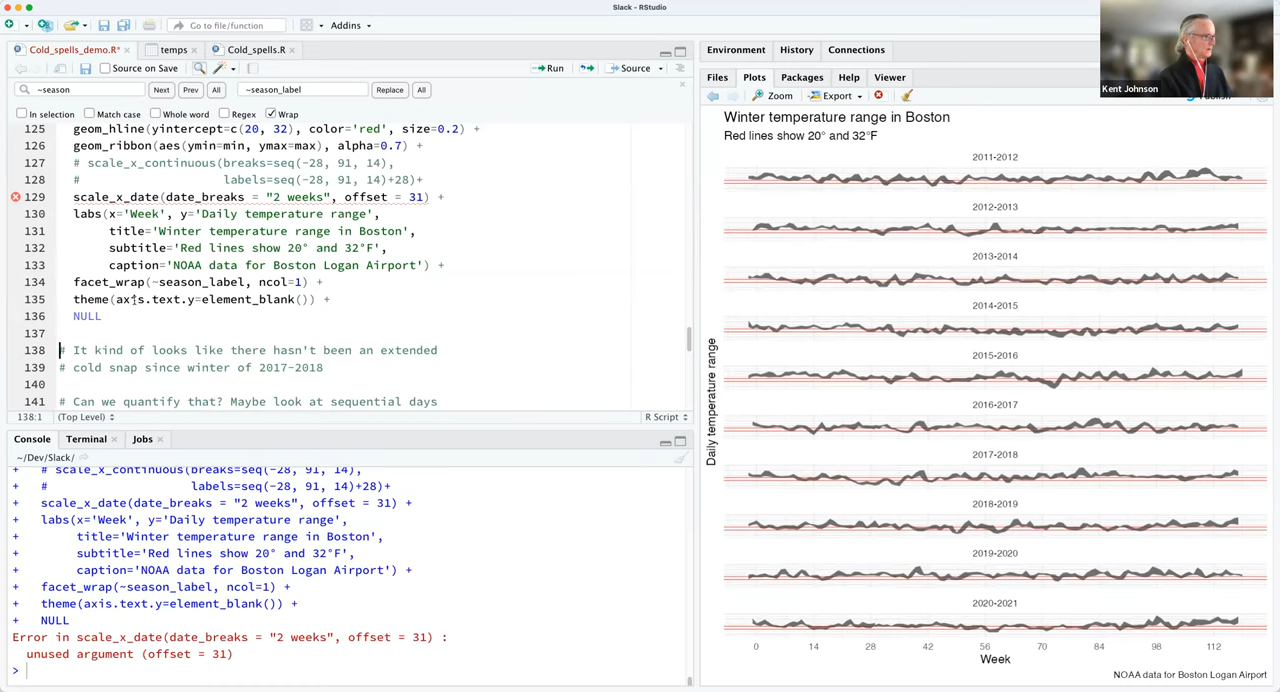 Slack - RStudio
Go to file/function
Addins
Cold_spells_demo.R*
temps
Cold_spells.R
Source on Save
Run
Source
~season
Next
Prev
All
~season_label
Replace
All
In selection
Match case
Whole word
Regex
Wrap
125 geom_hline(yintercept=c(20, 32), color='red', size=0.2) +
126 geom_ribbon(aes(ymin=min, ymax=max), alpha=0.7) +
127 # scale_x_continuous(breaks=seq(-28, 91, 14),
128 # labels=seq(-28, 91, 14)+28)+
129 scale_x_date(date_breaks = "2 weeks", offset = 31) +
130 labs(x='Week', y='Daily temperature range',
131 title='Winter temperature range in Boston',
132 subtitle='Red lines show 20° and 32°F',
133 caption='NOAA data for Boston Logan Airport') +
134 facet_wrap(~season_label, ncol=1) +
135 theme(axis.text.y=element_blank()) +
136 NULL
137
138 # It kind of looks like there hasn't been an extended
139 # cold snap since winter of 2017-2018
140
141 # Can we quantify that? Maybe look at sequential days
138:1
(Top Level)
R Script
Console
Terminal
Jobs
~/Dev/Slack/
+ # scale_x_continuous(breaks=seq(-28, 91, 14),
+ # labels=seq(-28, 91, 14)+28)+
+ scale_x_date(date_breaks = "2 weeks", offset = 31) +
+ labs(x='Week', y='Daily temperature range',
+ title='Winter temperature range in Boston',
+ subtitle='Red lines show 20° and 32°F',
+ caption='NOAA data for Boston Logan Airport') +
+ facet_wrap(~season_label, ncol=1) +
+ theme(axis.text.y=element_blank()) +
+ NULL
Error in scale_x_date(date_breaks = "2 weeks", offset = 31) :
unused argument (offset = 31)
>
Environment
History
Connections
Files
Plots
Packages
Help
Viewer
Zoom
Export
Kent Johnson
Winter temperature range in Boston
Red lines show 20° and 32°F
2011-2012
2012-2013
2013-2014
2014-2015
2015-2016
2016-2017
2017-2018
2018-2019
2019-2020
2020-2021
Daily temperature range
0 14 28 42 56 70 84 98 112
Week
NOAA data for Boston Logan Airport